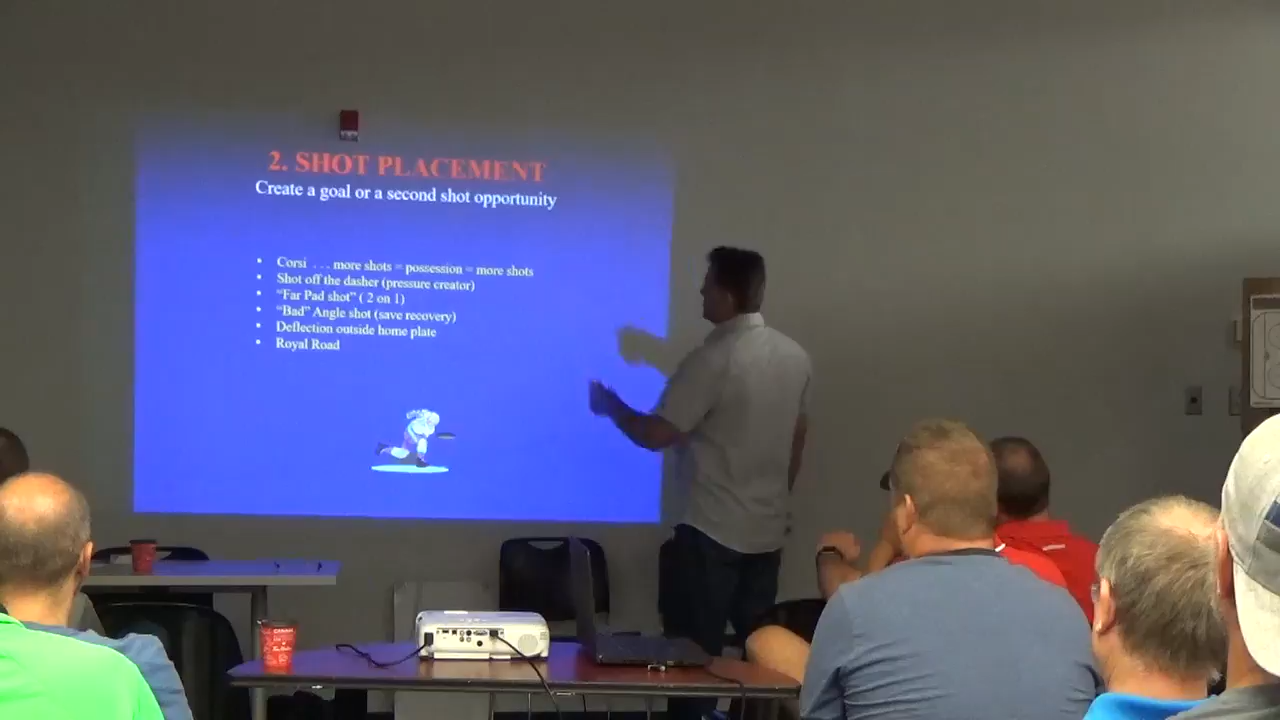 2. SHOT PLACEMENT
Create a goal or a second shot opportunity
• Corsi . . . more shots = possession = more shots
• Shot off the dasher (pressure creator)
• “Far Pad shot” ( 2 on 1)
• “Bad” Angle shot (save recovery)
• Deflection outside home plate
• Royal Road